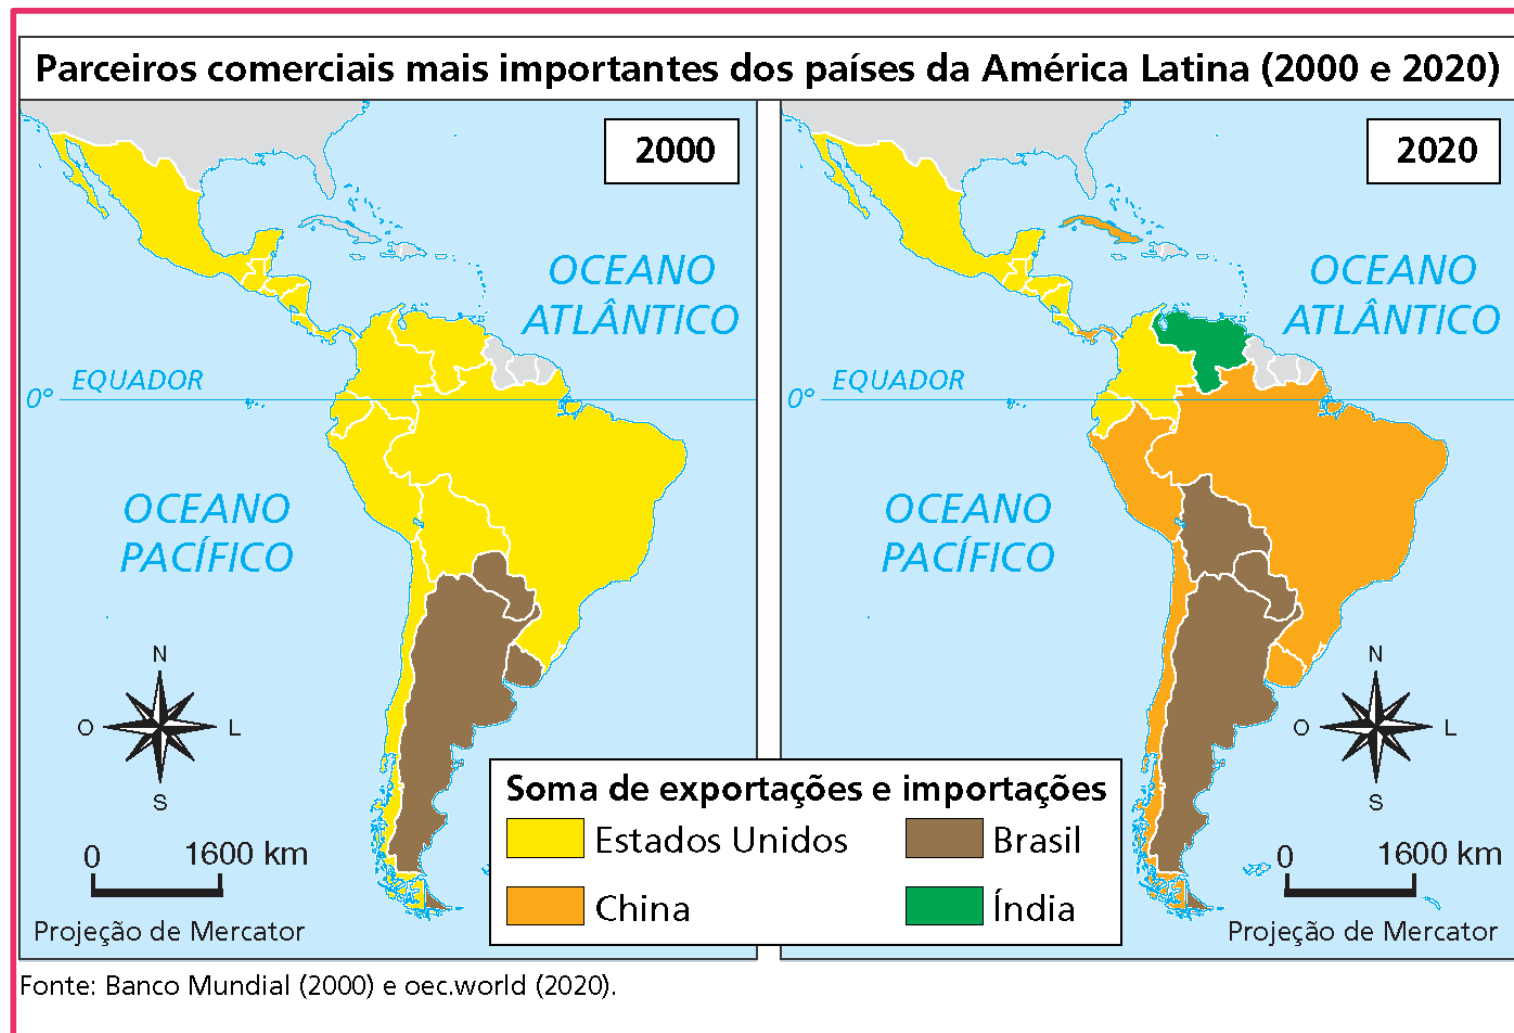 Parceiros comerciais mais importantes dos países da América Latina (2000 e 2020)
2000
OCEANO
ATLÂNTICO
EQUADOR
0º
OCEANO
PACÍFICO
N
O
L
S
0
1600 km
Projeção de Mercator
2020
OCEANO
ATLÂNTICO
EQUADOR
0º
OCEANO
PACÍFICO
N
O
L
S
0
1600 km
Projeção de Mercator
Soma de exportações e importações
Estados Unidos
Brasil
China
Índia
Fonte: Banco Mundial (2000) e oec.world (2020).